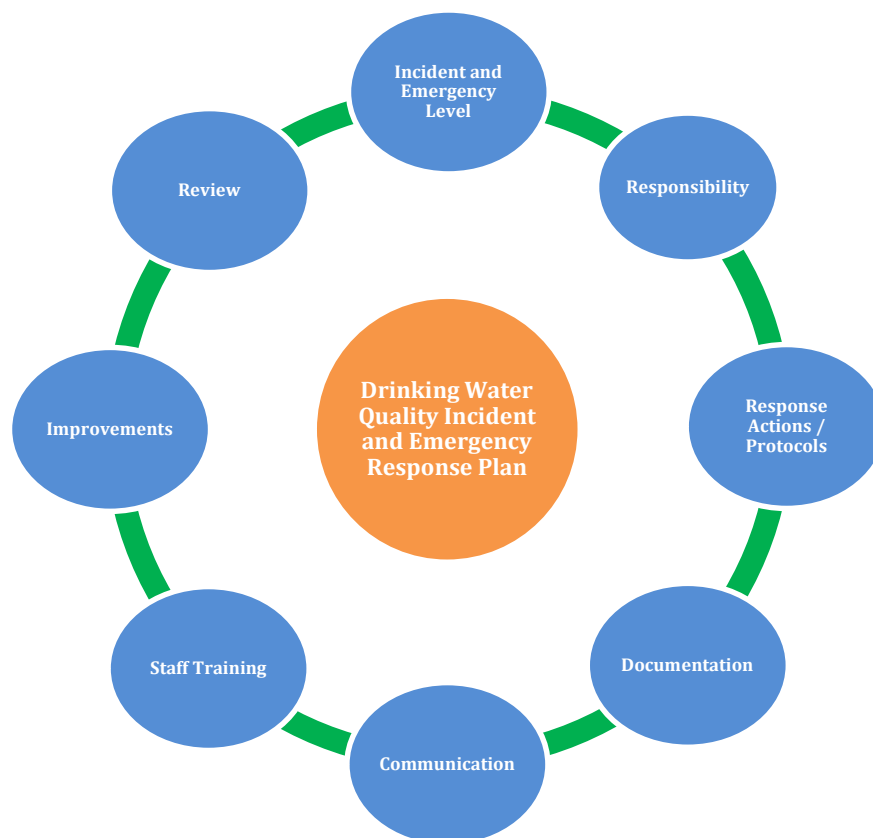 Incident and
Emergency
Level
Responsibility
Response
Actions /
Protocols
Documentation
Communication
Staff Training
Improvements
Review
Drinking Water
Quality Incident
and Emergency
Response Plan